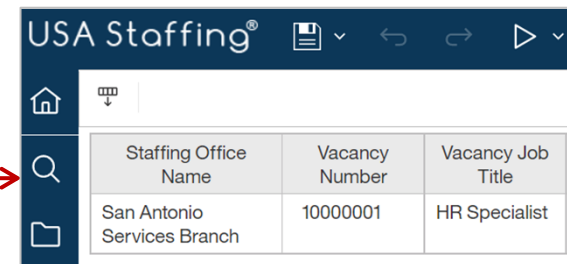 USA Staffing®
Staffing Office Name
Vacancy Number
Vacancy Job Title
San Antonio Services Branch
10000001
HR Specialist